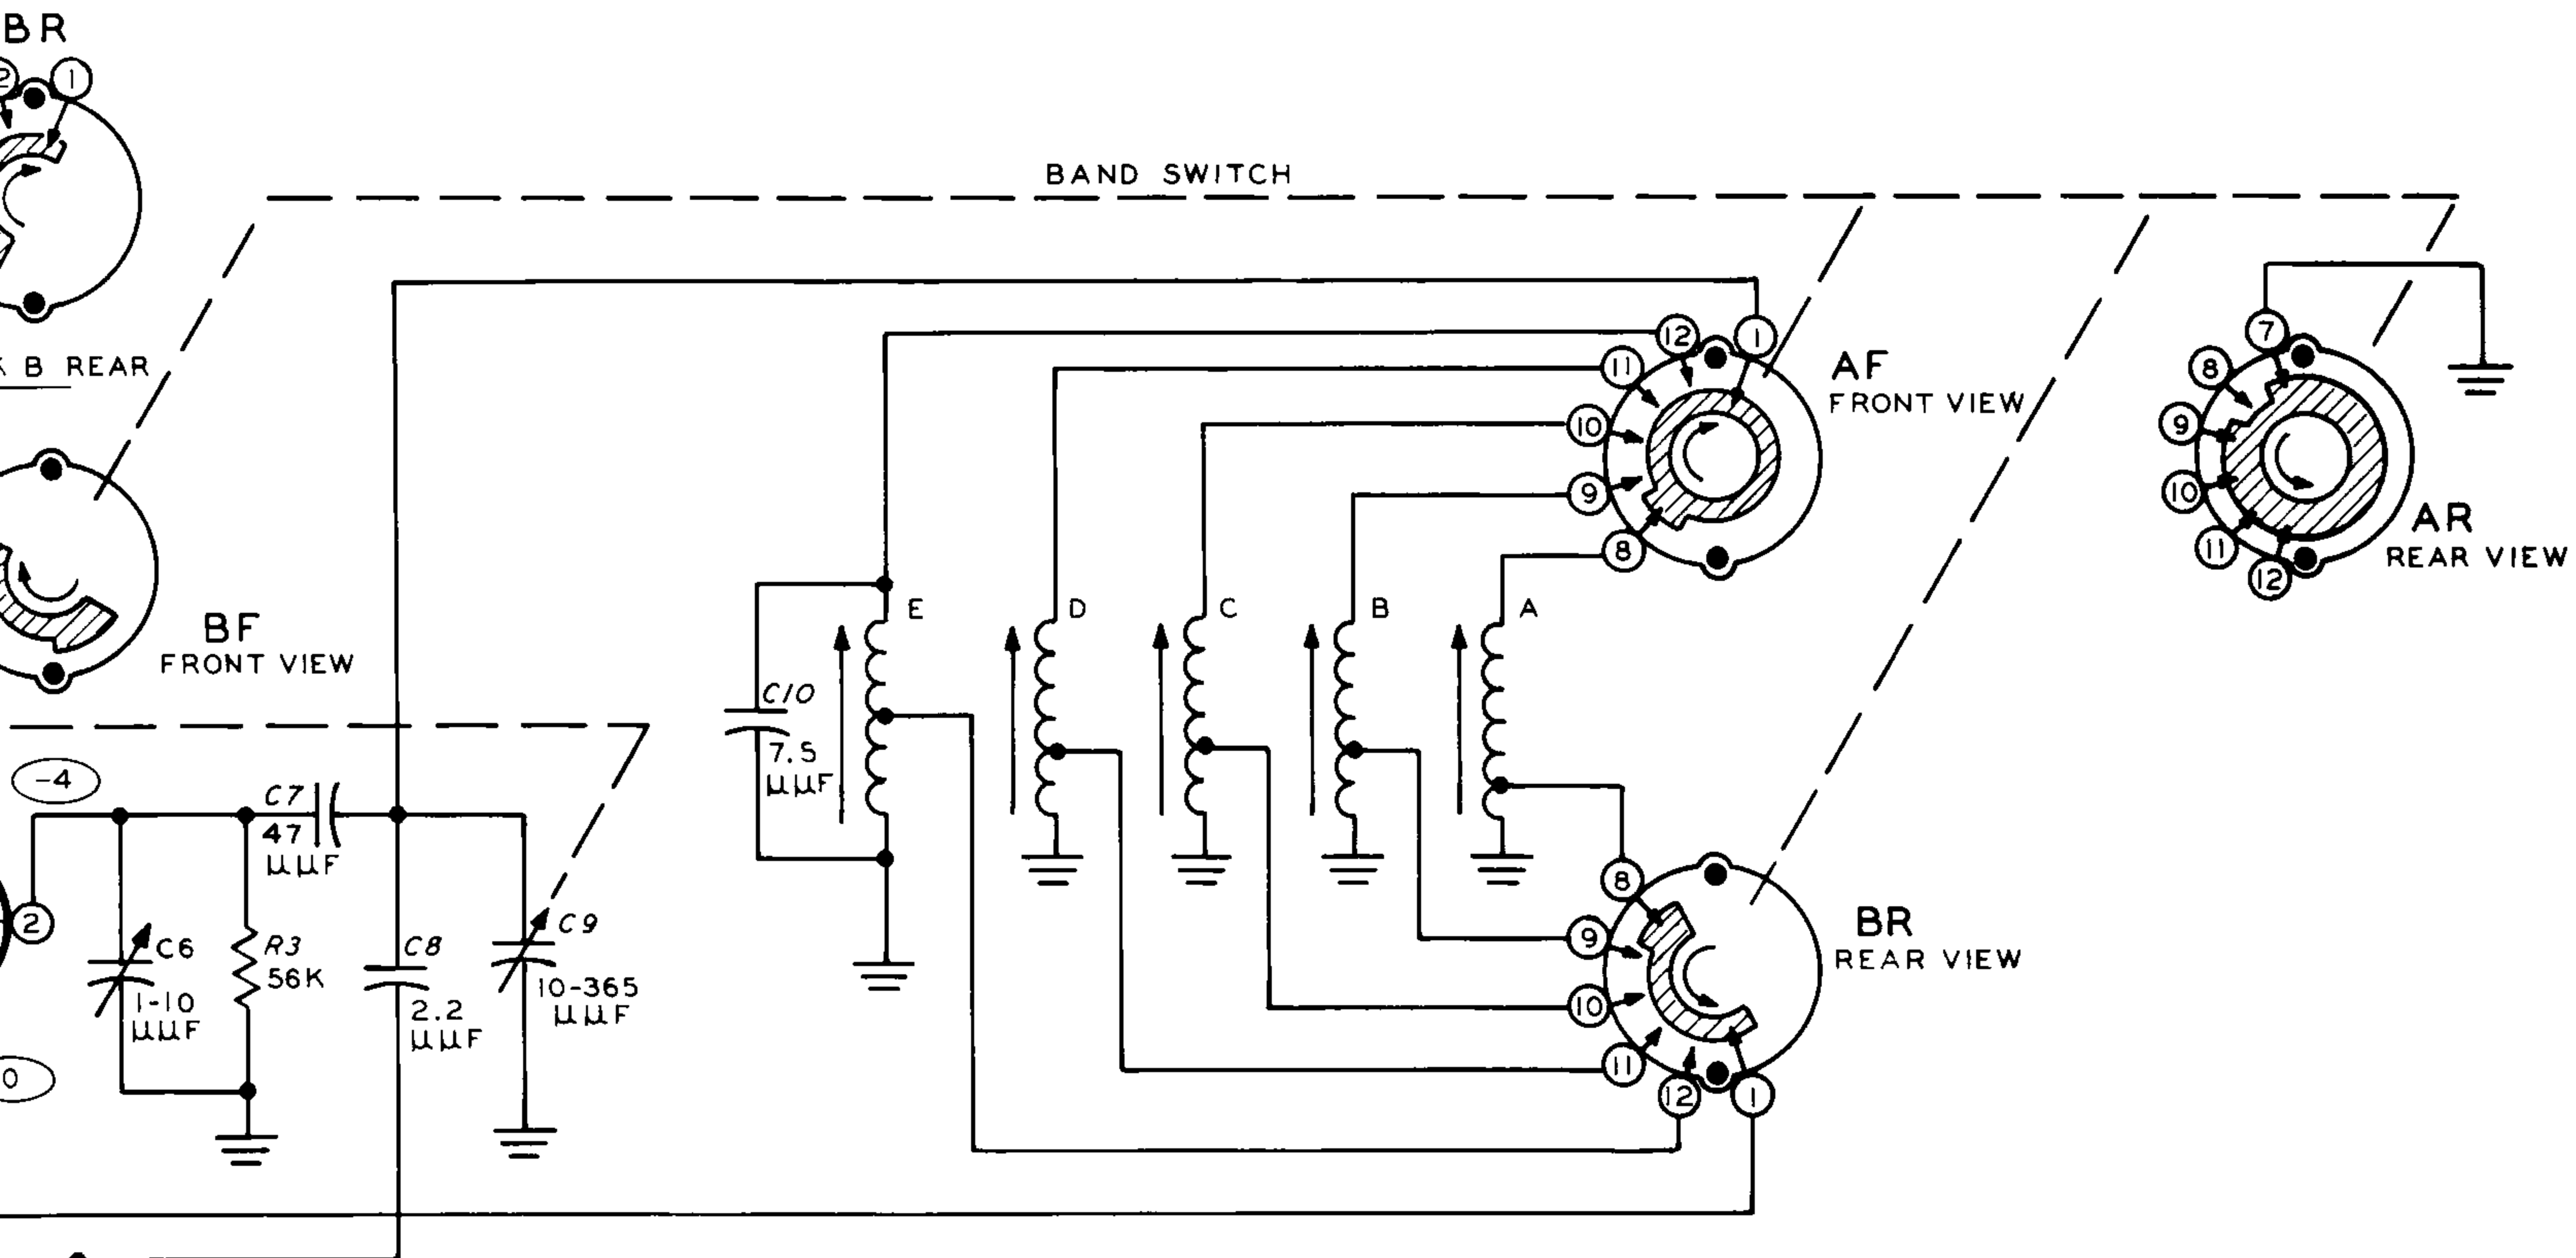 BR
2
1
BAND SWITCH
B REAR
12
1
11
10
9
8
AF
FRONT VIEW
7
8
9
10
11
12
AR
REAR VIEW
BF
FRONT VIEW
E
D
C
B
A
C10
7.5
µµF
-4
C7
47
µµF
2
C6
1-10
µµF
R3
56K
C8
2.2
µµF
C9
10-365
µµF
0
8
9
10
11
12
1
BR
REAR VIEW